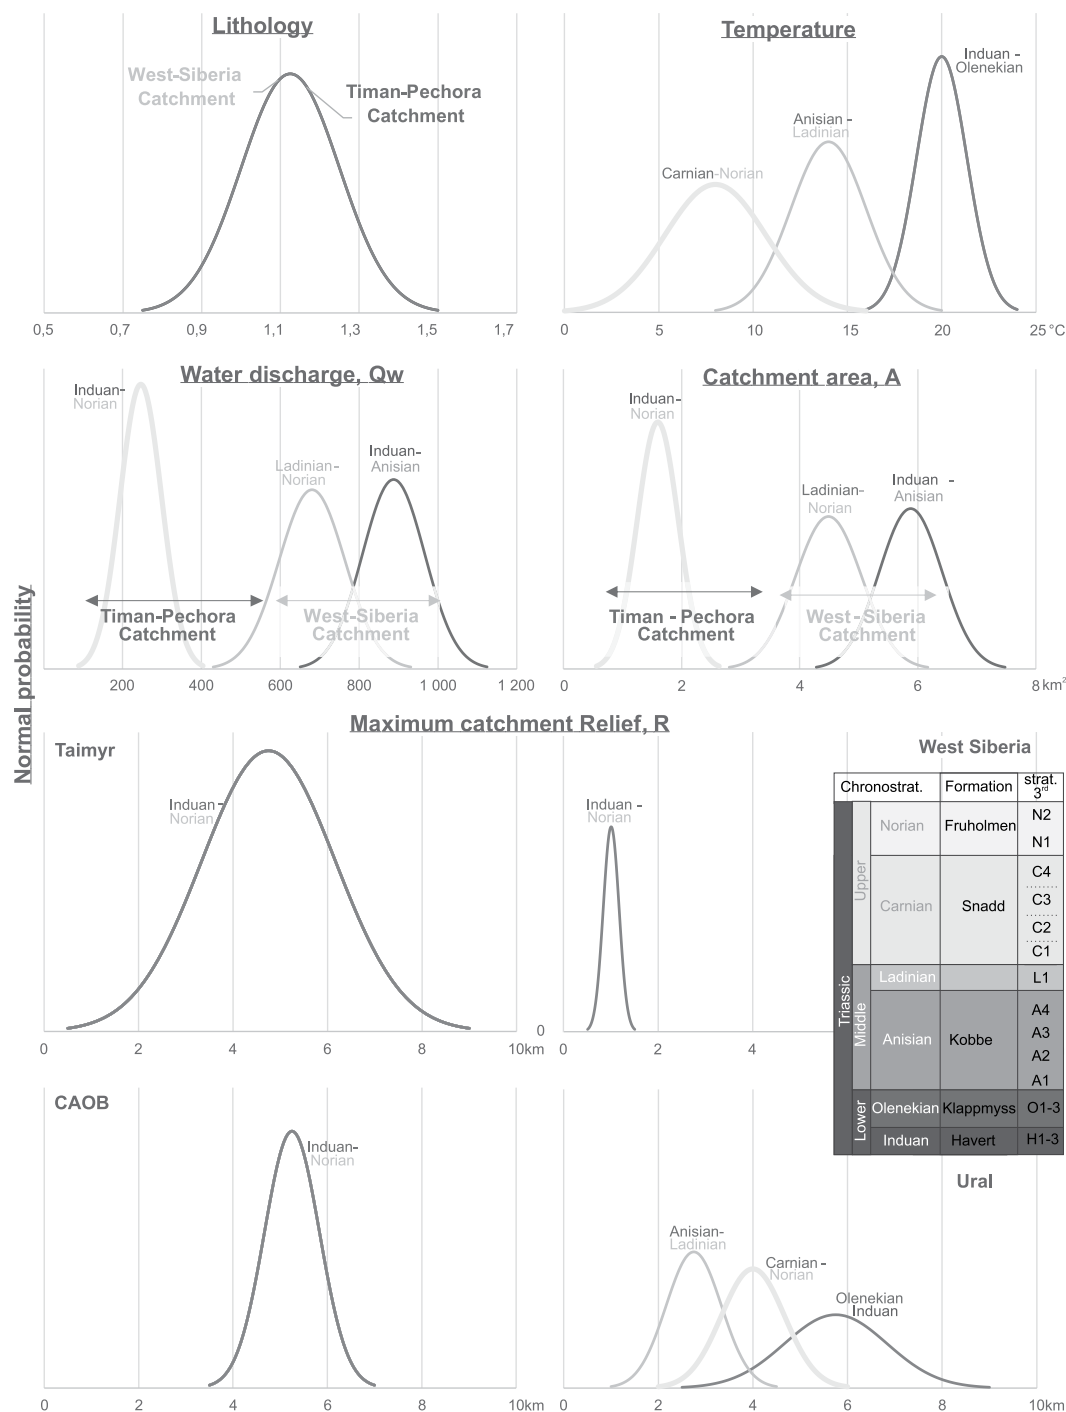 Lithology
West-Siberia
Catchment
Timan-Pechora
Catchment
0,5 0,7 0,9 1,1 1,3 1,5 1,7
Temperature
Induan -
Olenekian
Anisian -
Ladinian
Carnian-Norian
0 5 10 15 20 25 °C
Water discharge, Qw
Induan-
Norian
Ladinian-
Norian
Induan-
Anisian
Timan-Pechora
Catchment
West-Siberia
Catchment
200 400 600 800 1 000 1 200
Catchment area, A
Induan-
Norian
Ladinian-
Norian
Induan -
Anisian
Timan - Pechora
Catchment
West-Siberia
Catchment
0 2 4 6 8 km²
Normal probability
Maximum catchment Relief, R
Taimyr
Induan-
Norian
0 2 4 6 8 10km
West Siberia
Induan -
Norian
0
0 2 4
Chronostrat. Formation strat. 3rd
Triassic
Upper
Norian Fruholmen N2
N1
Carnian Snadd C4
C3
C2
C1
Middle
Ladinian L1
Anisian Kobbe A4
A3
A2
A1
Lower
Olenekian Klappmyss O1-3
Induan Havert H1-3
CAOB
Induan-
Norian
0 2 4 6 8 10km
Ural
Anisian-
Ladinian
Carnian -
Norian
Olenekian
Induan
0 2 4 6 8 10km